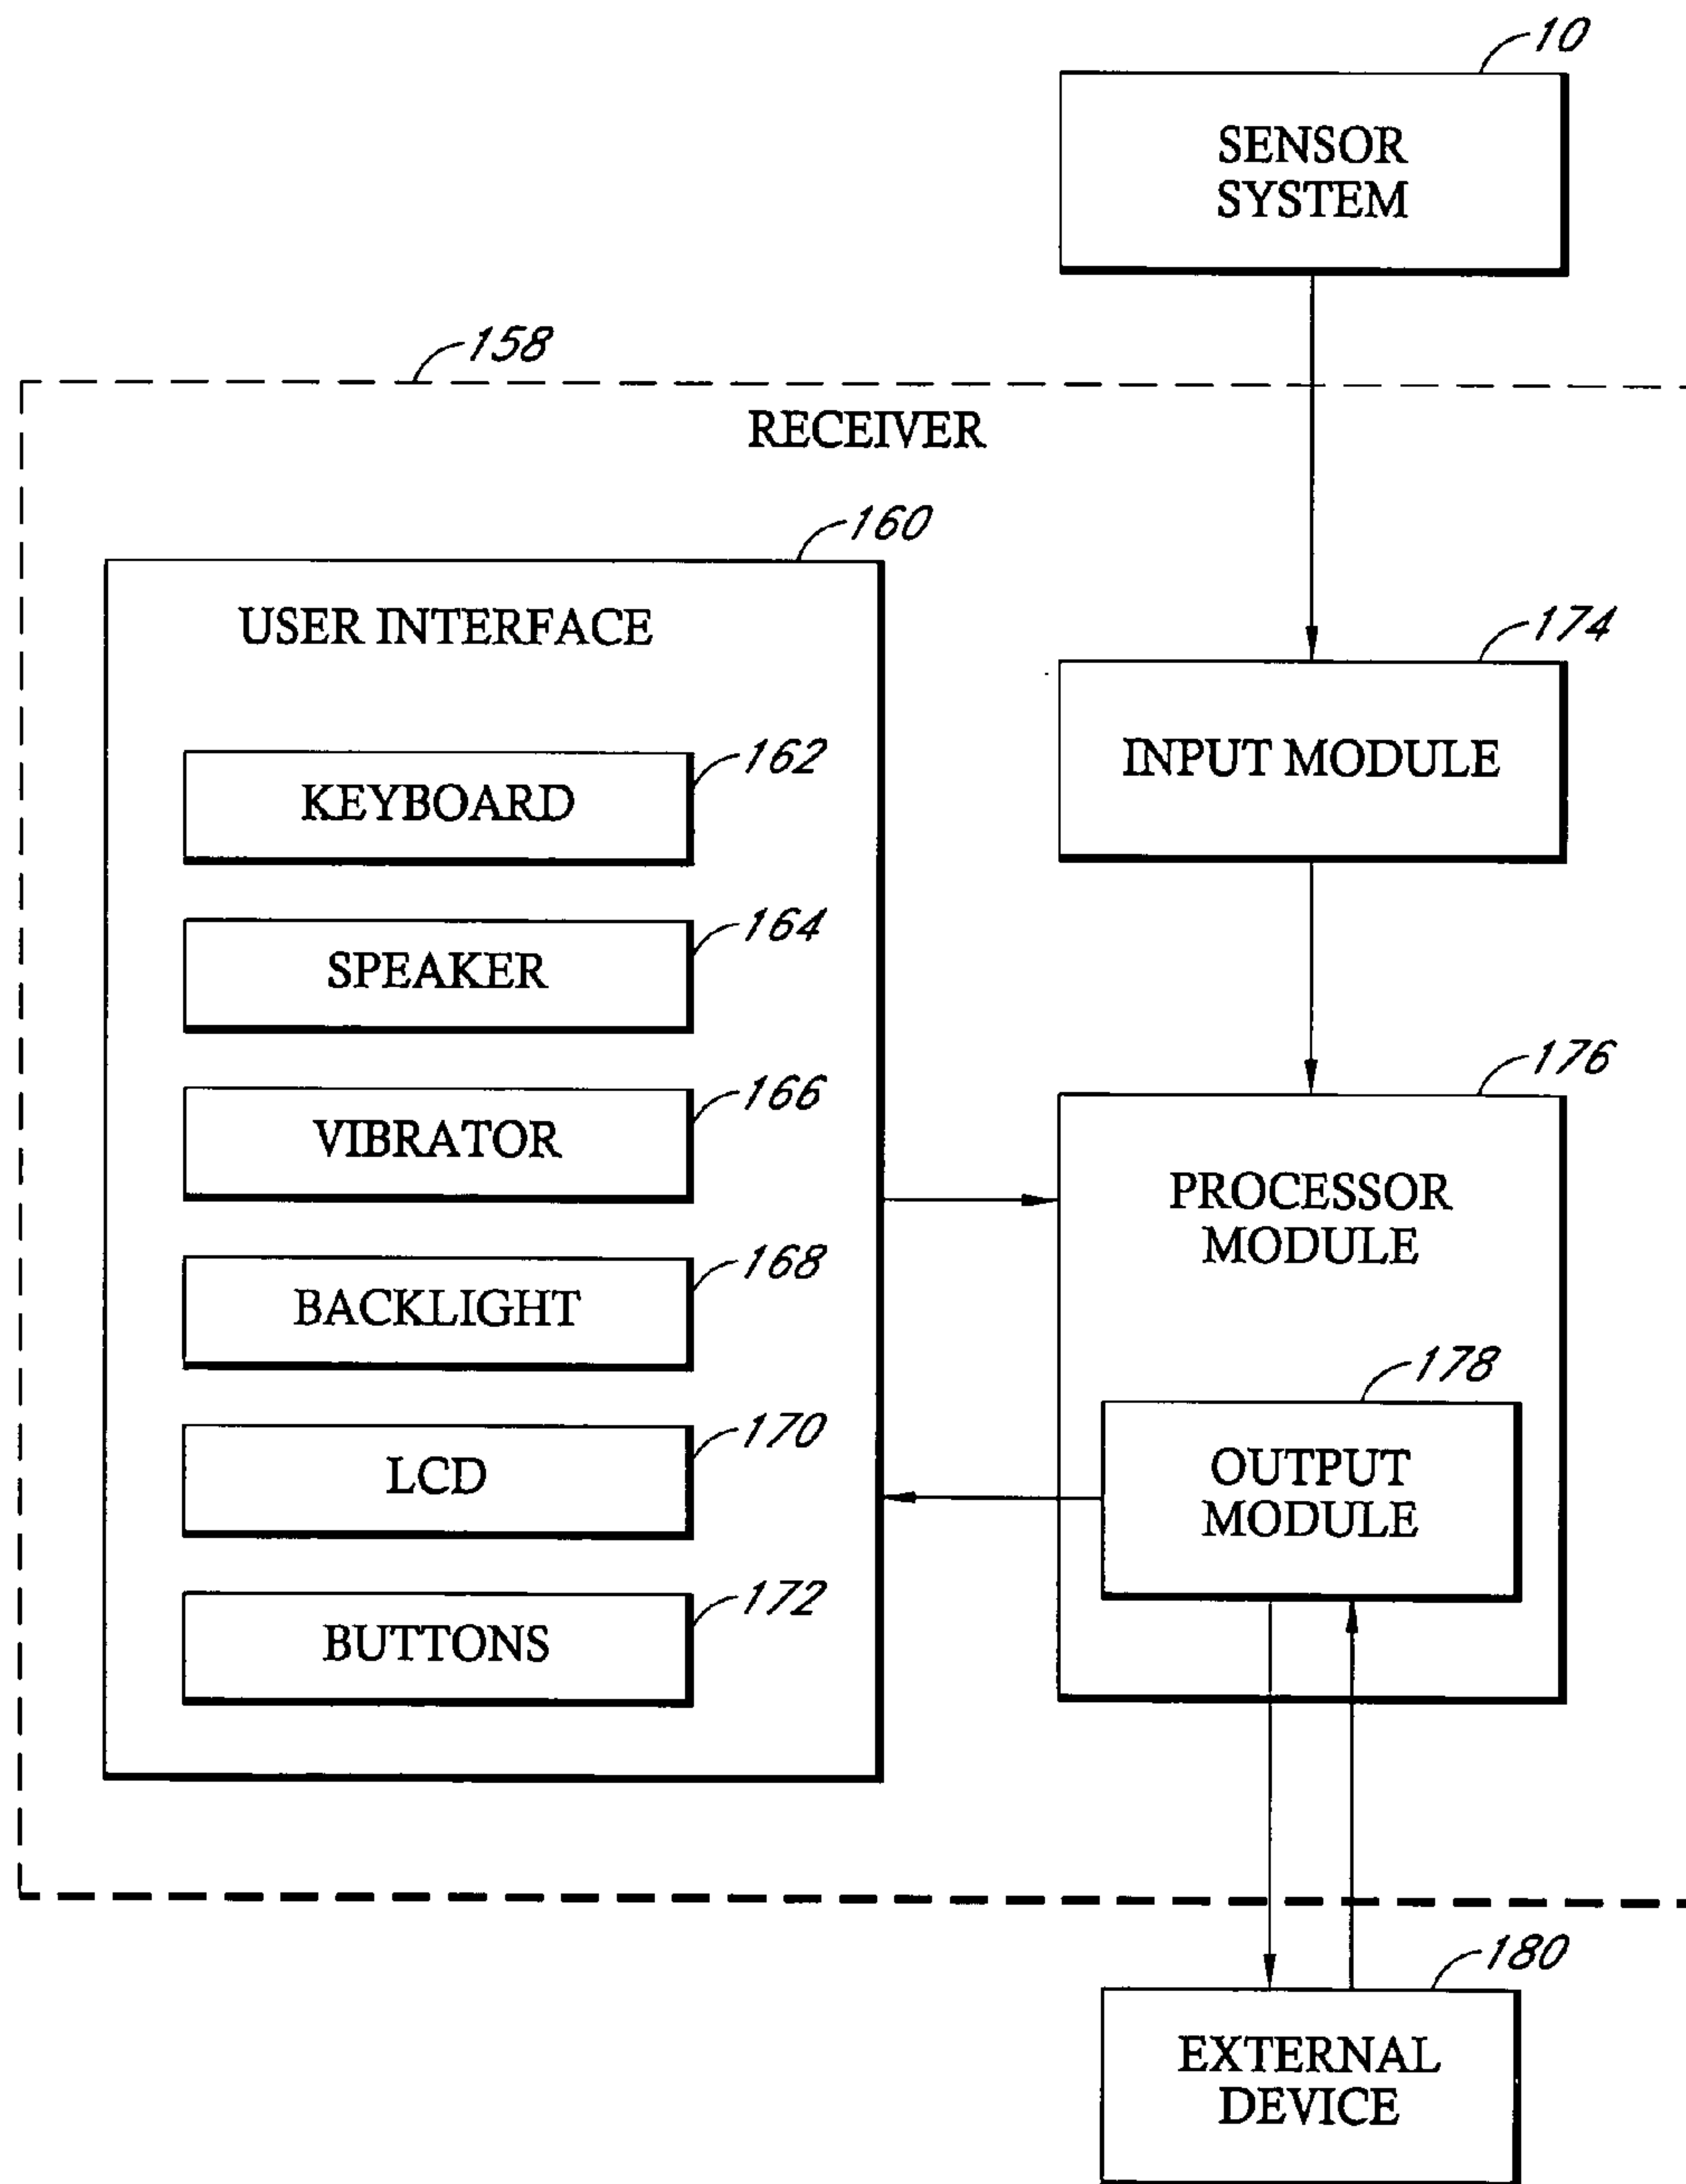 10
SENSOR
SYSTEM
158
RECEIVER
160
USER INTERFACE
174
INPUT MODULE
162
KEYBOARD
164
SPEAKER
166
VIBRATOR
168
BACKLIGHT
170
LCD
172
BUTTONS
176
PROCESSOR
MODULE
178
OUTPUT
MODULE
180
EXTERNAL
DEVICE